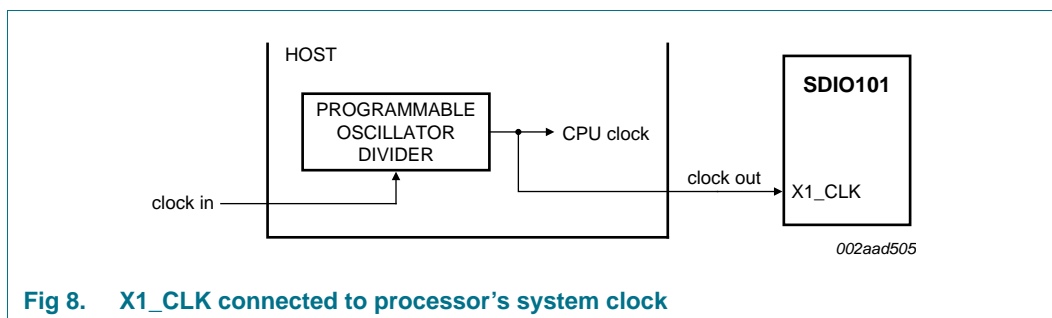 HOST
SDIO101
PROGRAMMABLE
OSCILLATOR
DIVIDER
CPU clock
clock out
clock in
X1_CLK
002aad505
Fig 8. X1_CLK connected to processor’s system clock